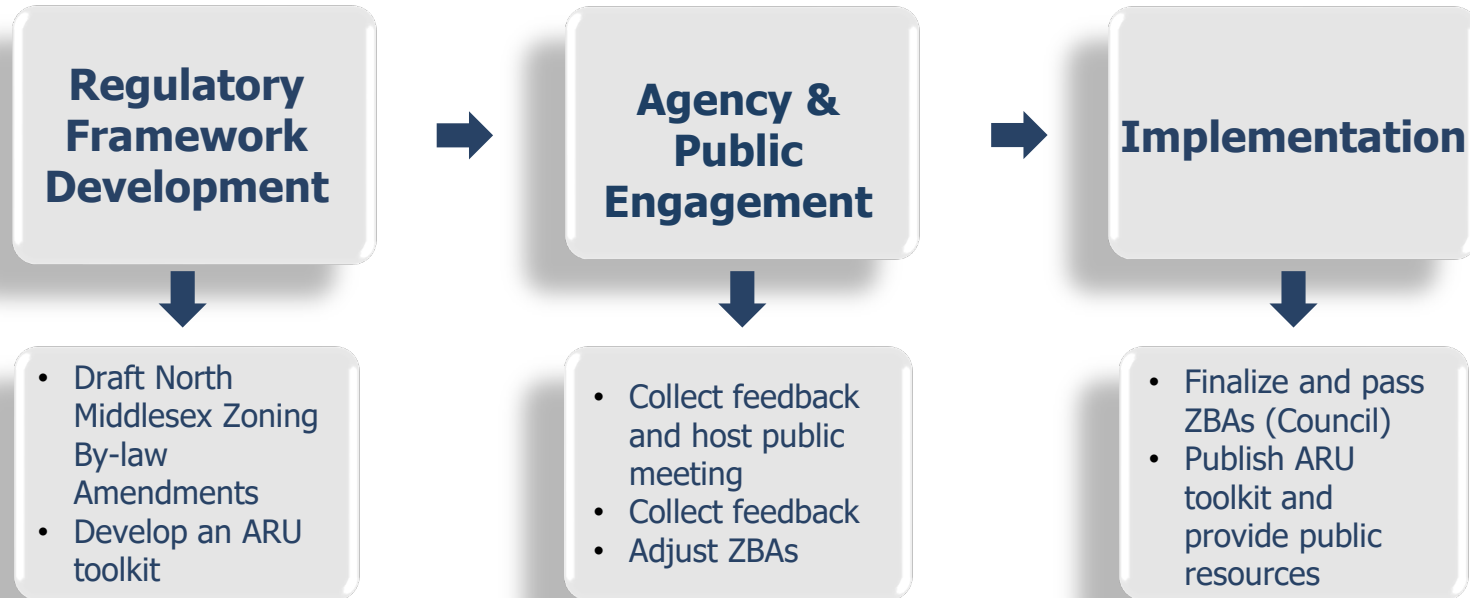 Regulatory
Framework
Development
Agency &
Public
Engagement
Implementation
• Draft North
Middlesex Zoning
By-law
Amendments
• Develop an ARU
toolkit
• Collect feedback
and host public
meeting
• Collect feedback
• Adjust ZBAs
• Finalize and pass
ZBAs (Council)
• Publish ARU
toolkit and
provide public
resources